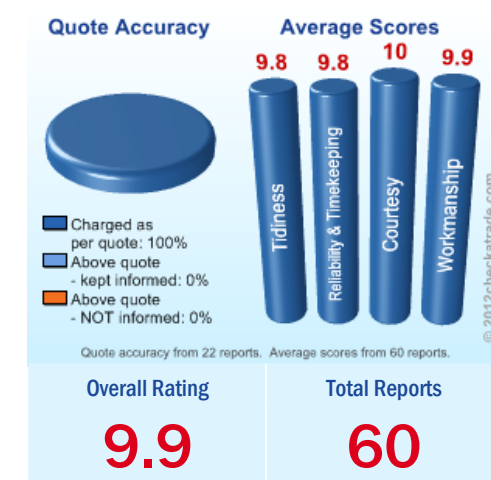 Quote Accuracy
Average Scores
9.8
9.8
10
9.9
Tidiness
Reliability & Timekeeping
Courtesy
Workmanship
Charged as
per quote: 100%
Above quote
- kept informed: 0%
Above quote
- NOT informed: 0%
© 2012checkatrade.com
Quote accuracy from 22 reports. Average scores from 60 reports.
Overall Rating
9.9
Total Reports
60